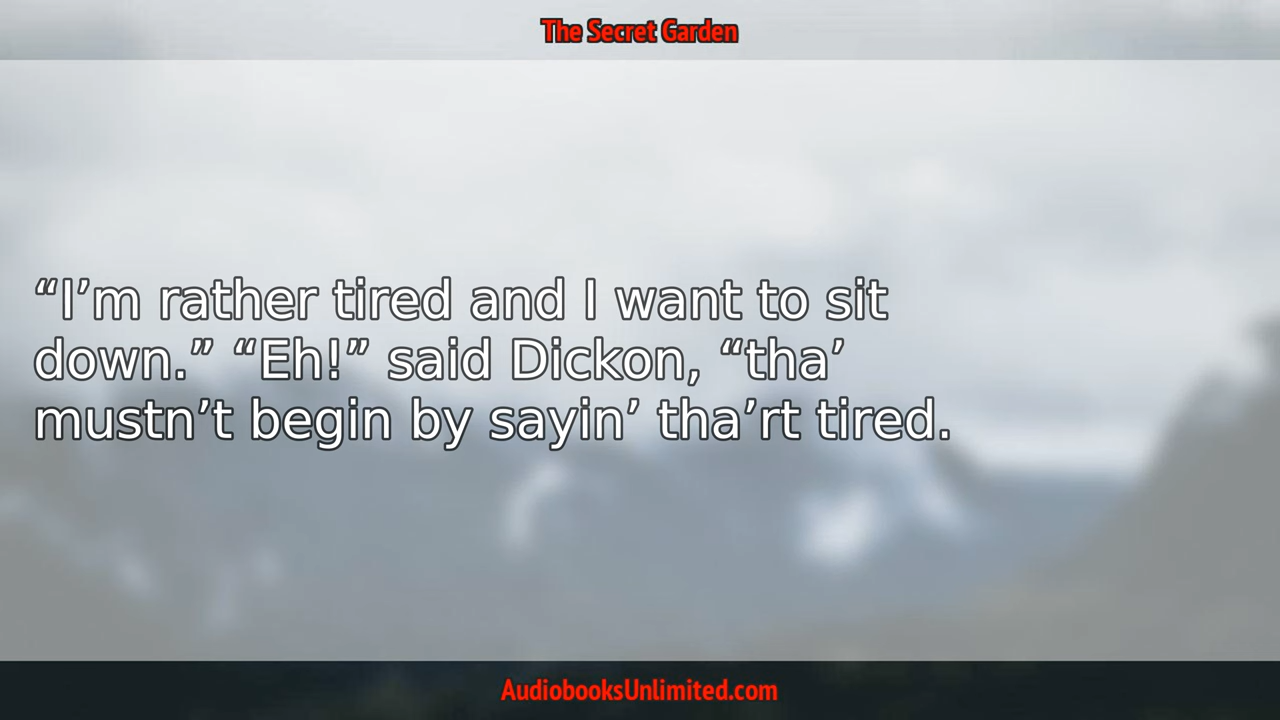 The Secret Garden
“I’m rather tired and I want to sit
down.” “Eh!” said Dickon, “tha’
mustn’t begin by sayin’ tha’rt tired.
AudiobooksUnlimited.com